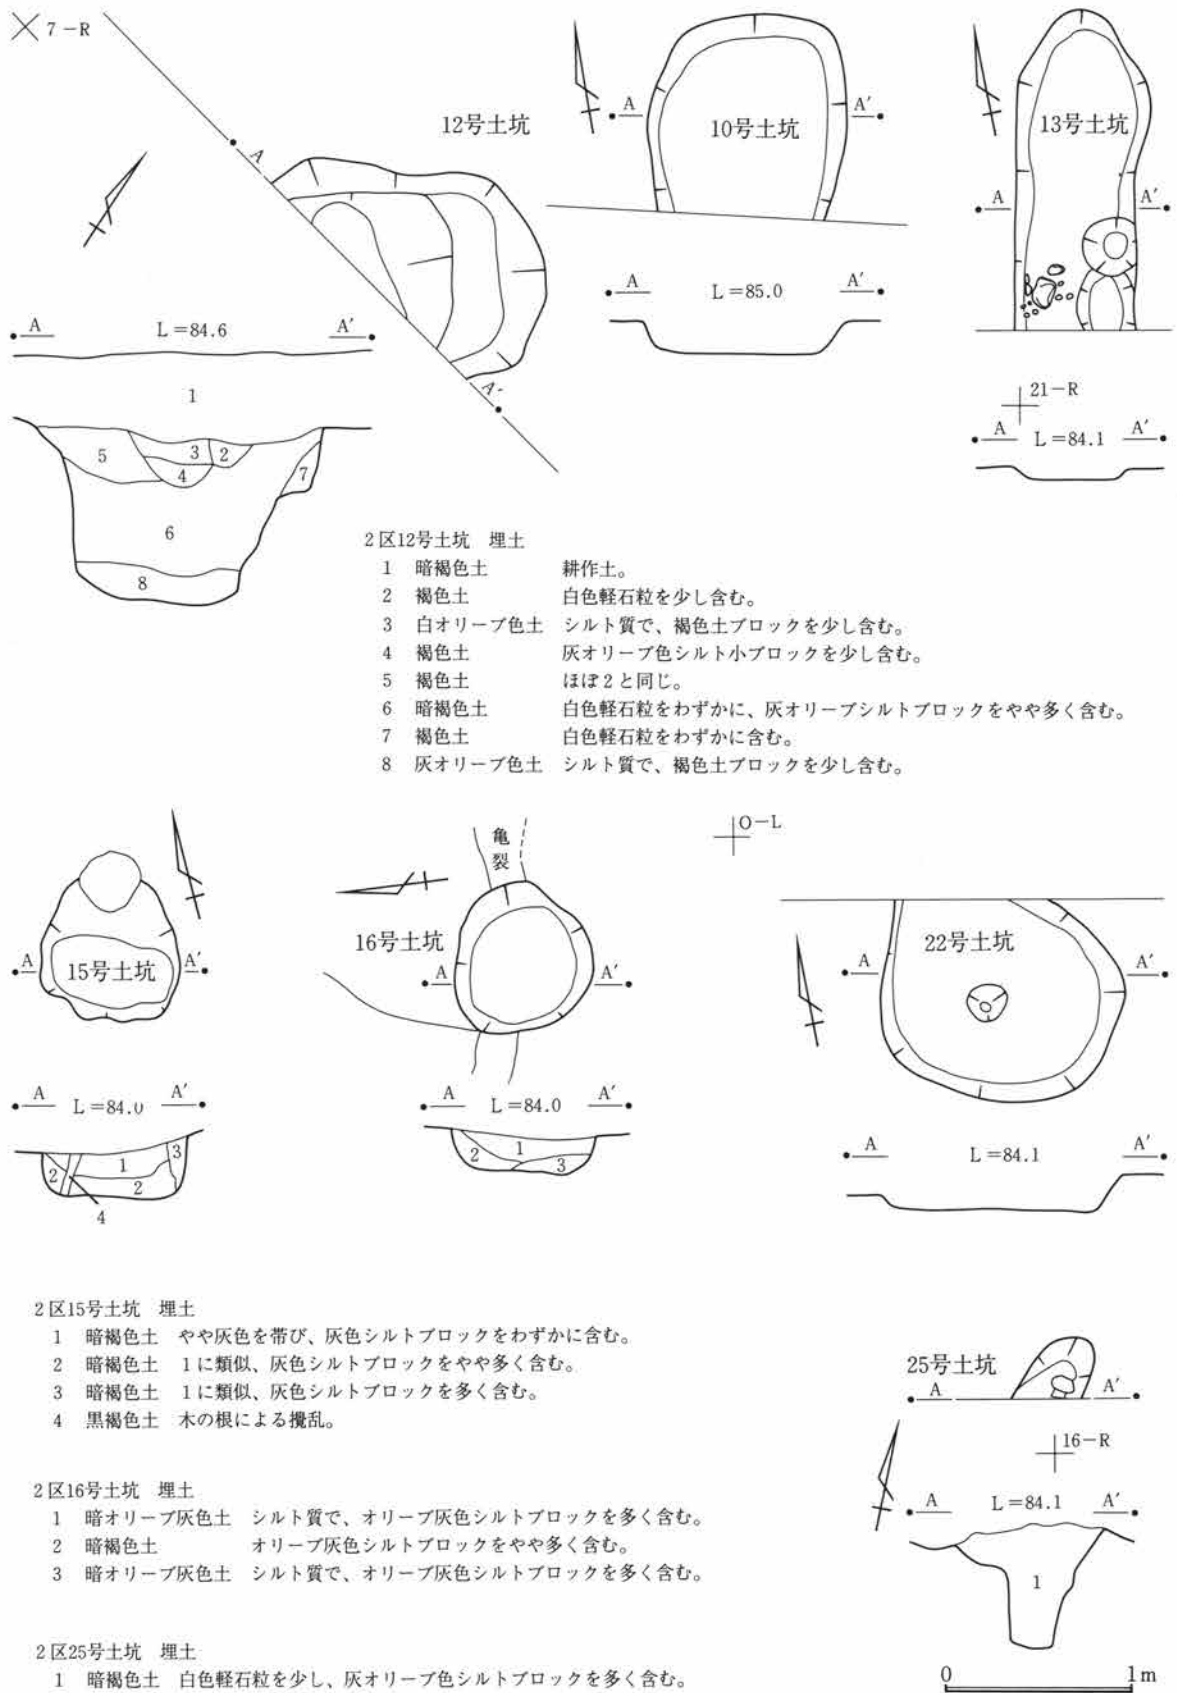 7－R
12号土坑
A
A′
A L＝84.6 A′
1
5 3 2
4 7
6
8
10号土坑
A A′
A L＝85.0 A′
13号土坑
A A′
21－R
A L＝84.1 A′
2区12号土坑　埋土
1　暗褐色土　耕作土。
2　褐色土　白色軽石粒を少し含む。
3　白オリーブ色土　シルト質で、褐色土ブロックを少し含む。
4　褐色土　灰オリーブ色シルト小ブロックを少し含む。
5　褐色土　ほぼ2と同じ。
6　暗褐色土　白色軽石粒をわずかに、灰オリーブシルトブロックをやや多く含む。
7　褐色土　白色軽石粒をわずかに含む。
8　灰オリーブ色土　シルト質で、褐色土ブロックを少し含む。
15号土坑
A A′
A L＝84.0 A′
2 1 3
2
4
亀裂
16号土坑
A A′
A L＝84.0 A′
2 1 3
O－L
22号土坑
A A′
A L＝84.1 A′
2区15号土坑　埋土
1　暗褐色土　やや灰色を帯び、灰色シルトブロックをわずかに含む。
2　暗褐色土　1に類似、灰色シルトブロックをやや多く含む。
3　暗褐色土　1に類似、灰色シルトブロックを多く含む。
4　黒褐色土　木の根による攪乱。
25号土坑
A A′
16－R
A L＝84.1 A′
1
2区16号土坑　埋土
1　暗オリーブ灰色土　シルト質で、オリーブ灰色シルトブロックを多く含む。
2　暗褐色土　オリーブ灰色シルトブロックをやや多く含む。
3　暗オリーブ灰色土　シルト質で、オリーブ灰色シルトブロックを多く含む。
2区25号土坑　埋土
1　暗褐色土　白色軽石粒を少し、灰オリーブ色シルトブロックを多く含む。
0 1m